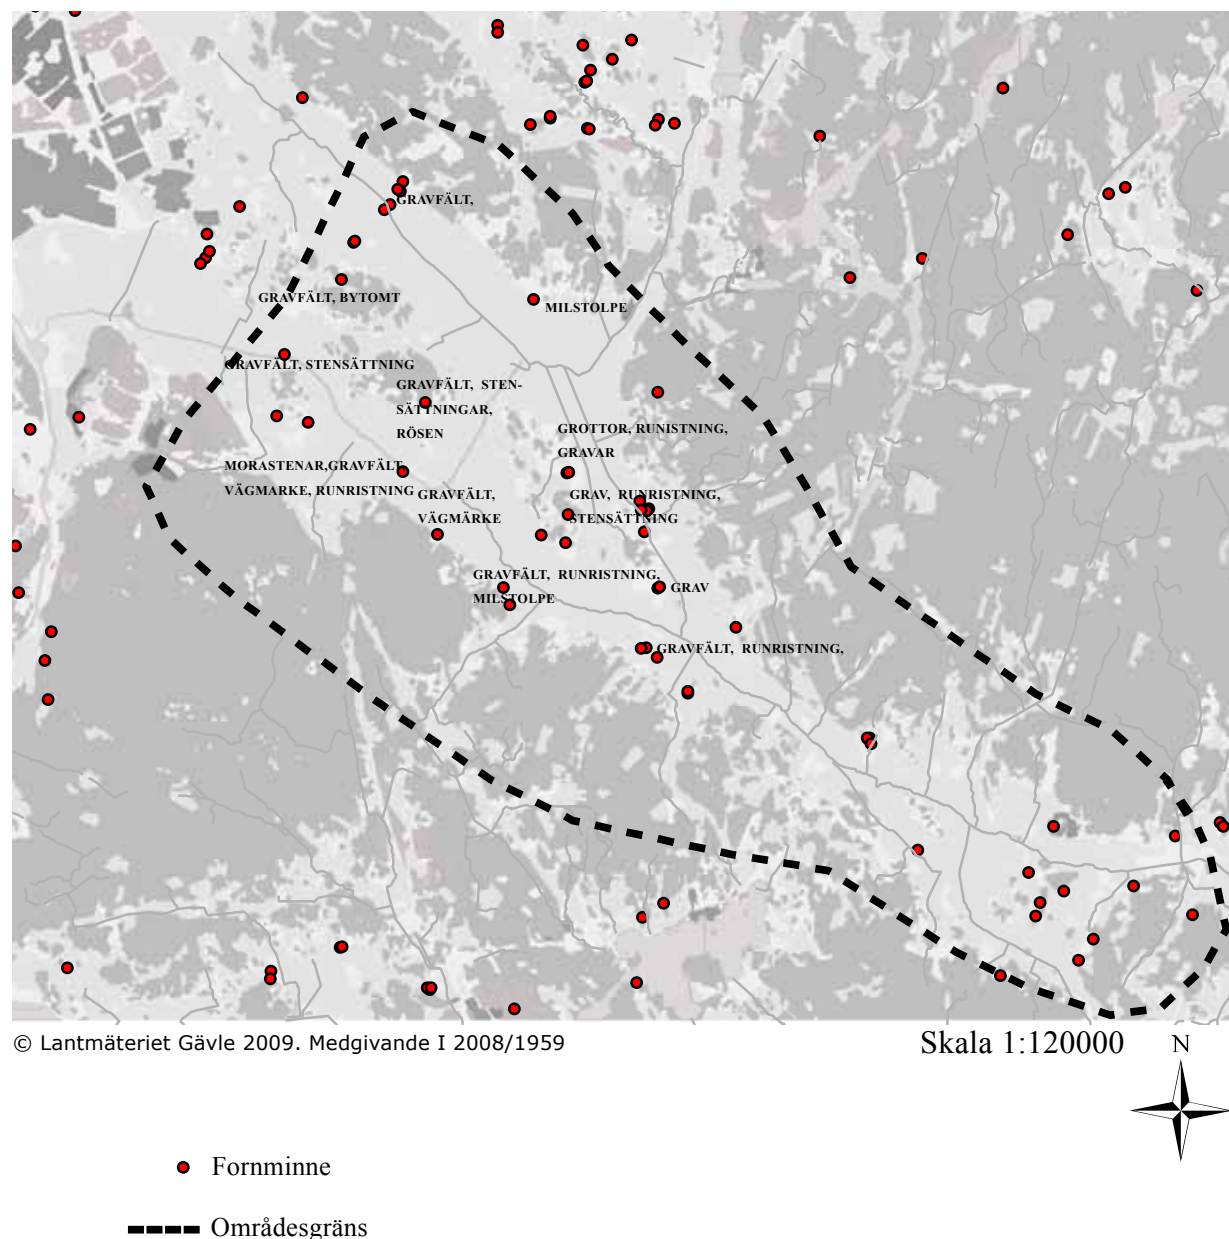 GRAVFÄLT,
GRAVFÄLT, BYTOMT
MILSTOLPE
GRAVFÄLT, STENSÄTTNING
GRAVFÄLT, STEN-
SÄTTNINGAR,
RÖSEN
GROTTOR, RUNISTNING,
GRAVAR
MORASTENAR,GRAVFÄLT
VÄGMARKE, RUNRISTNING
GRAVFÄLT,
VÄGMÄRKE
GRAV, RUNRISTNING,
STENSÄTTNING
GRAVFÄLT, RUNRISTNING,
MILSTOLPE
GRAV
GRAVFÄLT, RUNRISTNING,
© Lantmäteriet Gävle 2009. Medgivande I 2008/1959
Skala 1:120000
N
Fornminne
Områdesgräns